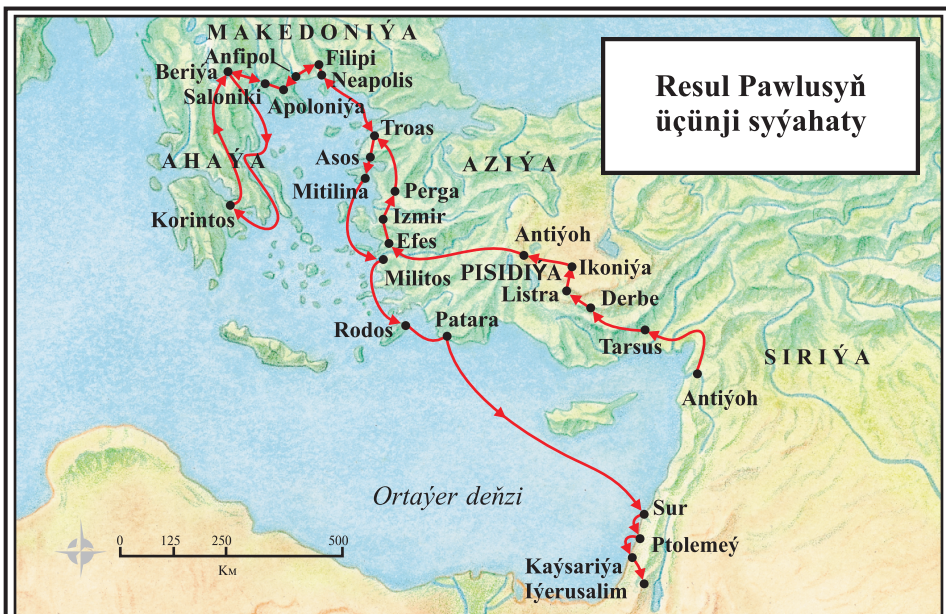 Resul Pawlusyň
üçünji syýahaty
MAKEDONIÝA
Anfipol
Filipi
Beriýa
Neapolis
Saloniki
Apoloniýa
Troas
AHAÝA
Asos
AZIÝA
Mitilina
Perga
Korintos
Izmir
Efes
Antiýoh
Militos
PISIDIÝA
Ikoniýa
Listra
Derbe
Rodos
Patara
Tarsus
SIRIÝA
Antiýoh
Ortaýer deňzi
Sur
Ptolemeý
Kaýsariýa
Iýerusalim
0 125 250 500
KM